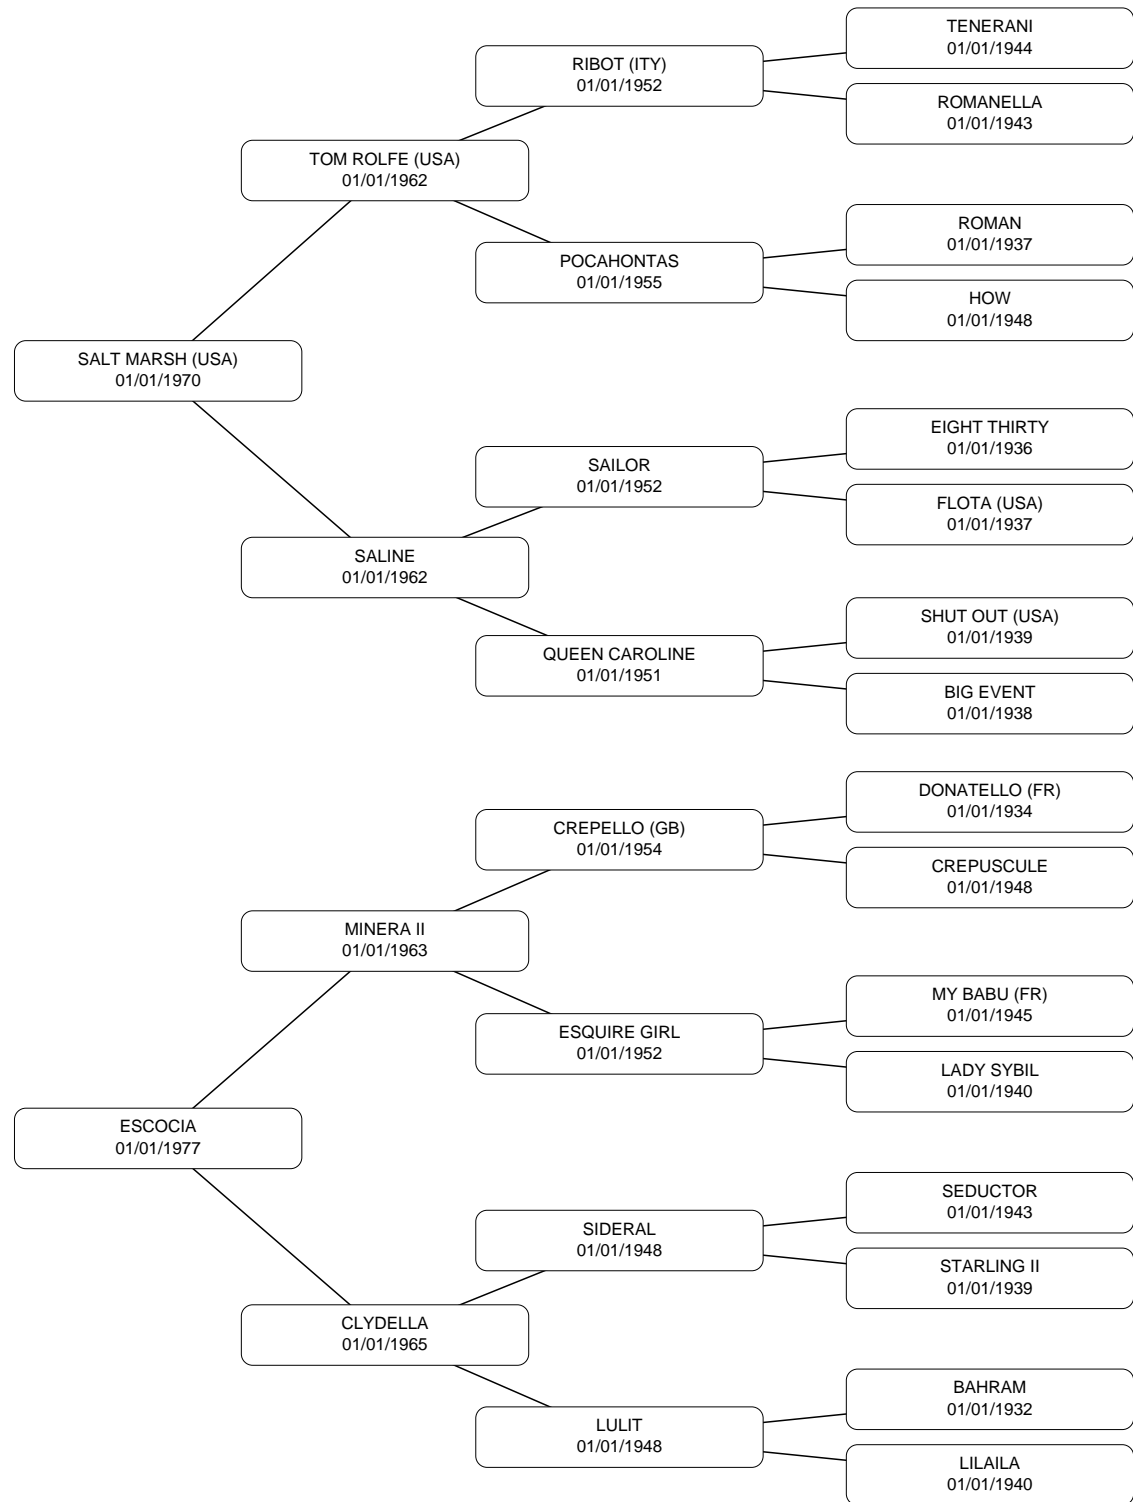 TENERANI
01/01/1944
RIBOT (ITY)
01/01/1952
ROMANELLA
01/01/1943
TOM ROLFE (USA)
01/01/1962
ROMAN
01/01/1937
POCAHONTAS
01/01/1955
HOW
01/01/1948
SALT MARSH (USA)
01/01/1970
EIGHT THIRTY
01/01/1936
SAILOR
01/01/1952
FLOTA (USA)
01/01/1937
SALINE
01/01/1962
SHUT OUT (USA)
01/01/1939
QUEEN CAROLINE
01/01/1951
BIG EVENT
01/01/1938
DONATELLO (FR)
01/01/1934
CREPELLO (GB)
01/01/1954
CREPUSCULE
01/01/1948
MINERA II
01/01/1963
MY BABU (FR)
01/01/1945
ESQUIRE GIRL
01/01/1952
LADY SYBIL
01/01/1940
ESCOCIA
01/01/1977
SEDUCTOR
01/01/1943
SIDERAL
01/01/1948
STARLING II
01/01/1939
CLYDELLA
01/01/1965
BAHRAM
01/01/1932
LULIT
01/01/1948
LILAILA
01/01/1940